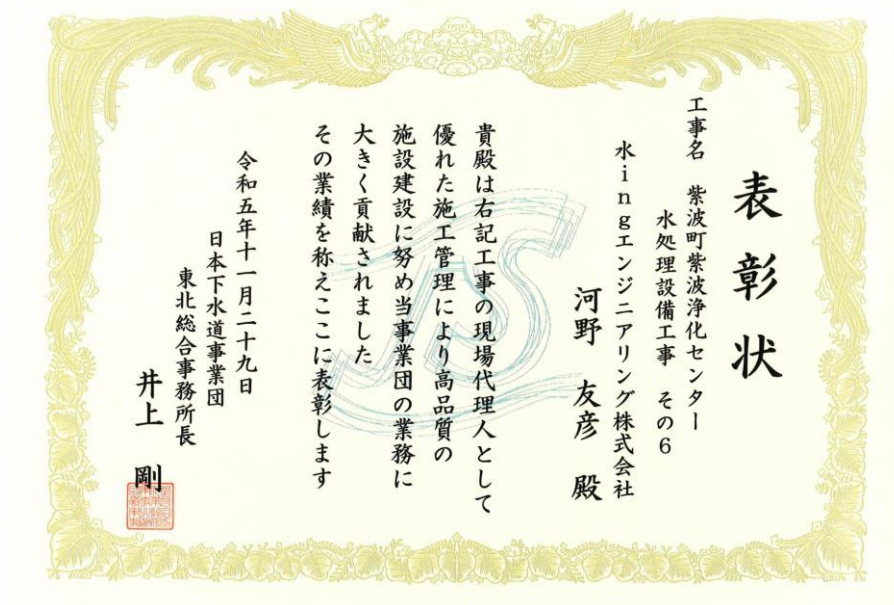 表彰状
工事名 紫波町紫波浄化センター
水処理設備工事 その6
水ingエンジニアリング株式会社
河野 友彦 殿
貴殿は右記工事の現場代理人として
優れた施工管理により高品質の
施設建設に努め当事業団の業務に
大きく貢献されました
その業績を称えここに表彰します
令和五年十一月二十九日
日本下水道事業団
東北総合事務所長
井上 剛
JS